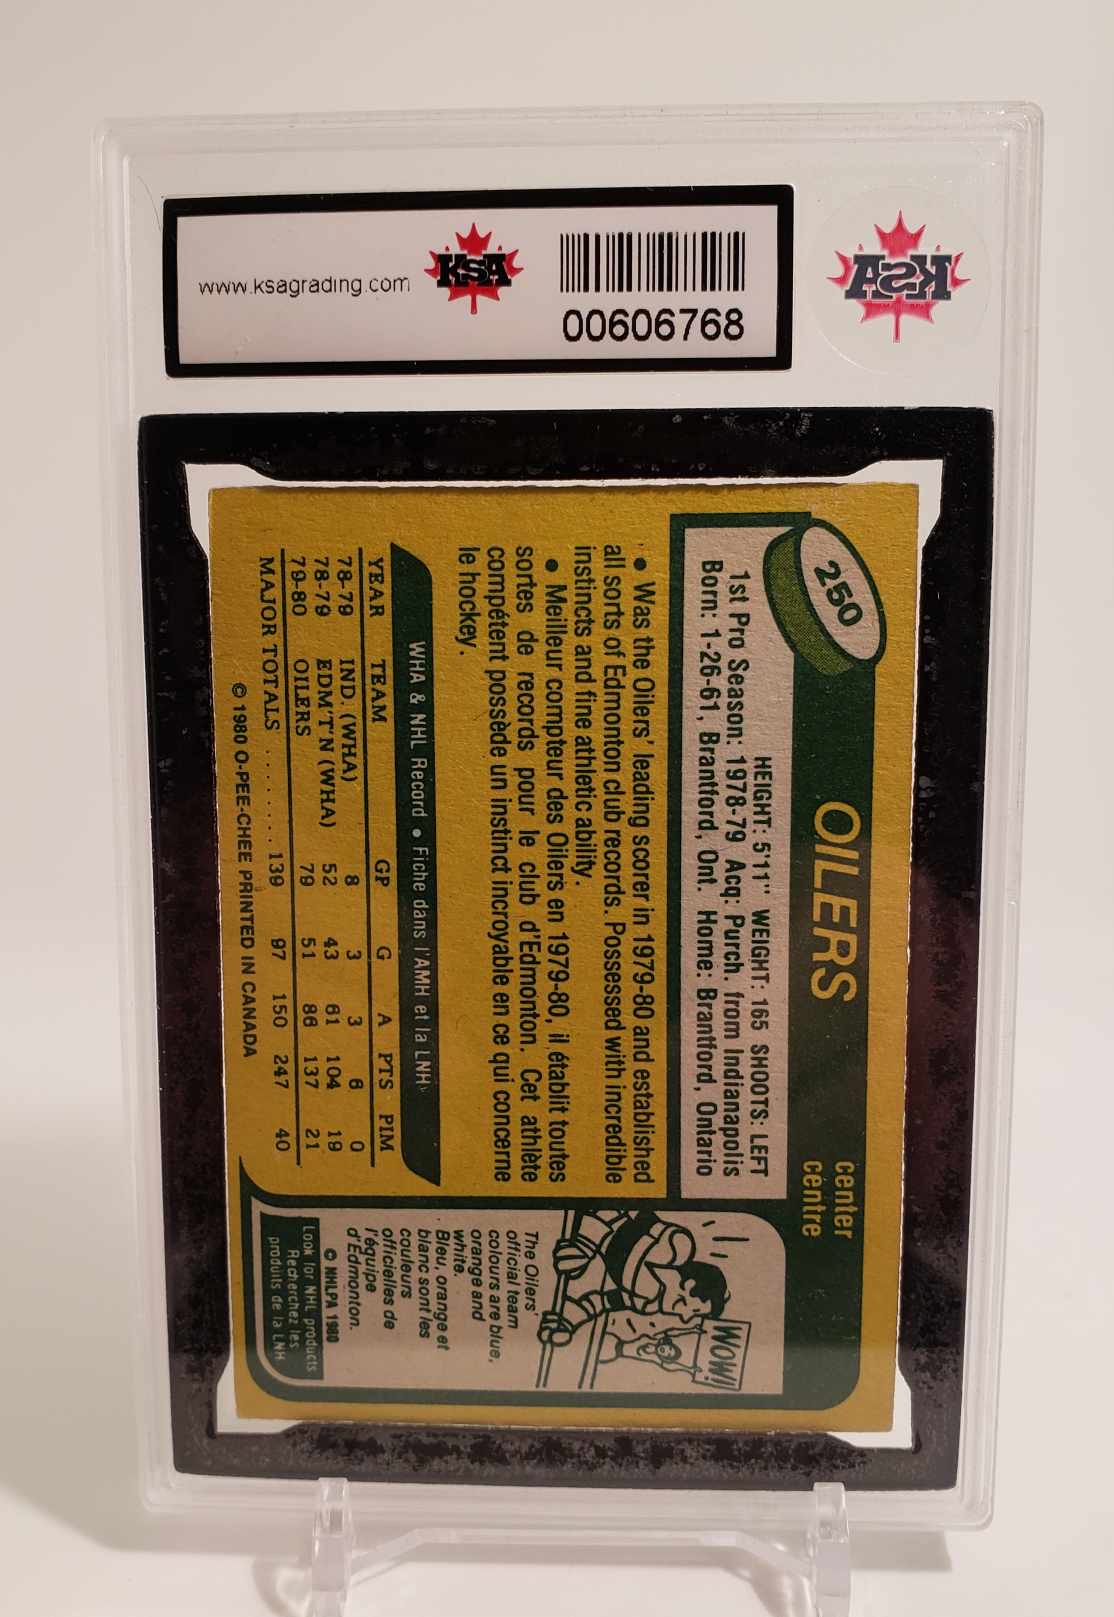 www.ksagrading.com
KSA
00606768
KSA
250
OILERS
center
centre
HEIGHT: 5'11" WEIGHT: 165 SHOOTS: LEFT
1st Pro Season: 1978-79 Acq: Purch. from Indianapolis
Born: 1-26-61, Brantford, Ont. Home: Brantford, Ontario
• Was the Oilers' leading scorer in 1979-80 and established
all sorts of Edmonton club records. Possessed with incredible
instincts and fine athletic ability.
• Meilleur compteur des Oilers en 1979-80, il établit toutes
sortes de records pour le club d'Edmonton. Cet athlète
compétent possède un instinct incroyable en ce qui concerne
le hockey.
WHA & NHL Record • Fiche dans l'AMH et la LNH
YEAR TEAM GP G A PTS PIM
78-79 IND. (WHA) 8 3 3 6 0
78-79 EDM'T'N (WHA) 52 43 61 104 19
79-80 OILERS 79 51 86 137 21
MAJOR TOTALS ......... 139 97 150 247 40
© 1980 O-PEE-CHEE PRINTED IN CANADA
WOW!
The Oilers'
official team
colours are blue,
orange and
white.
Bleu, orange et
blanc sont les
couleurs
officielles de
l'équipe
d'Edmonton.
© NHLPA 1980
Look for NHL products
Recherchez les
produits de la LNH